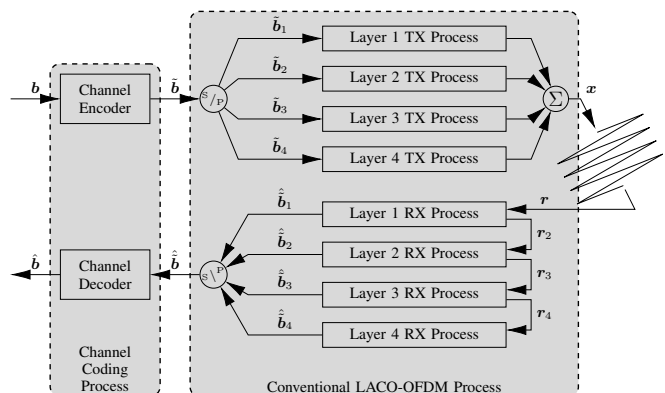 b
Channel
Encoder
b̃
S/P
b̃₁
Layer 1 TX Process
b̃₂
Layer 2 TX Process
b̃₃
Layer 3 TX Process
b̃₄
Layer 4 TX Process
Σ
x
r
Layer 1 RX Process
b̃̂₁
r₂
Layer 2 RX Process
b̃̂₂
r₃
Layer 3 RX Process
b̃̂₃
r₄
Layer 4 RX Process
b̃̂₄
S\P
b̃̂
Channel
Decoder
b̂
Channel
Coding
Process
Conventional LACO-OFDM Process